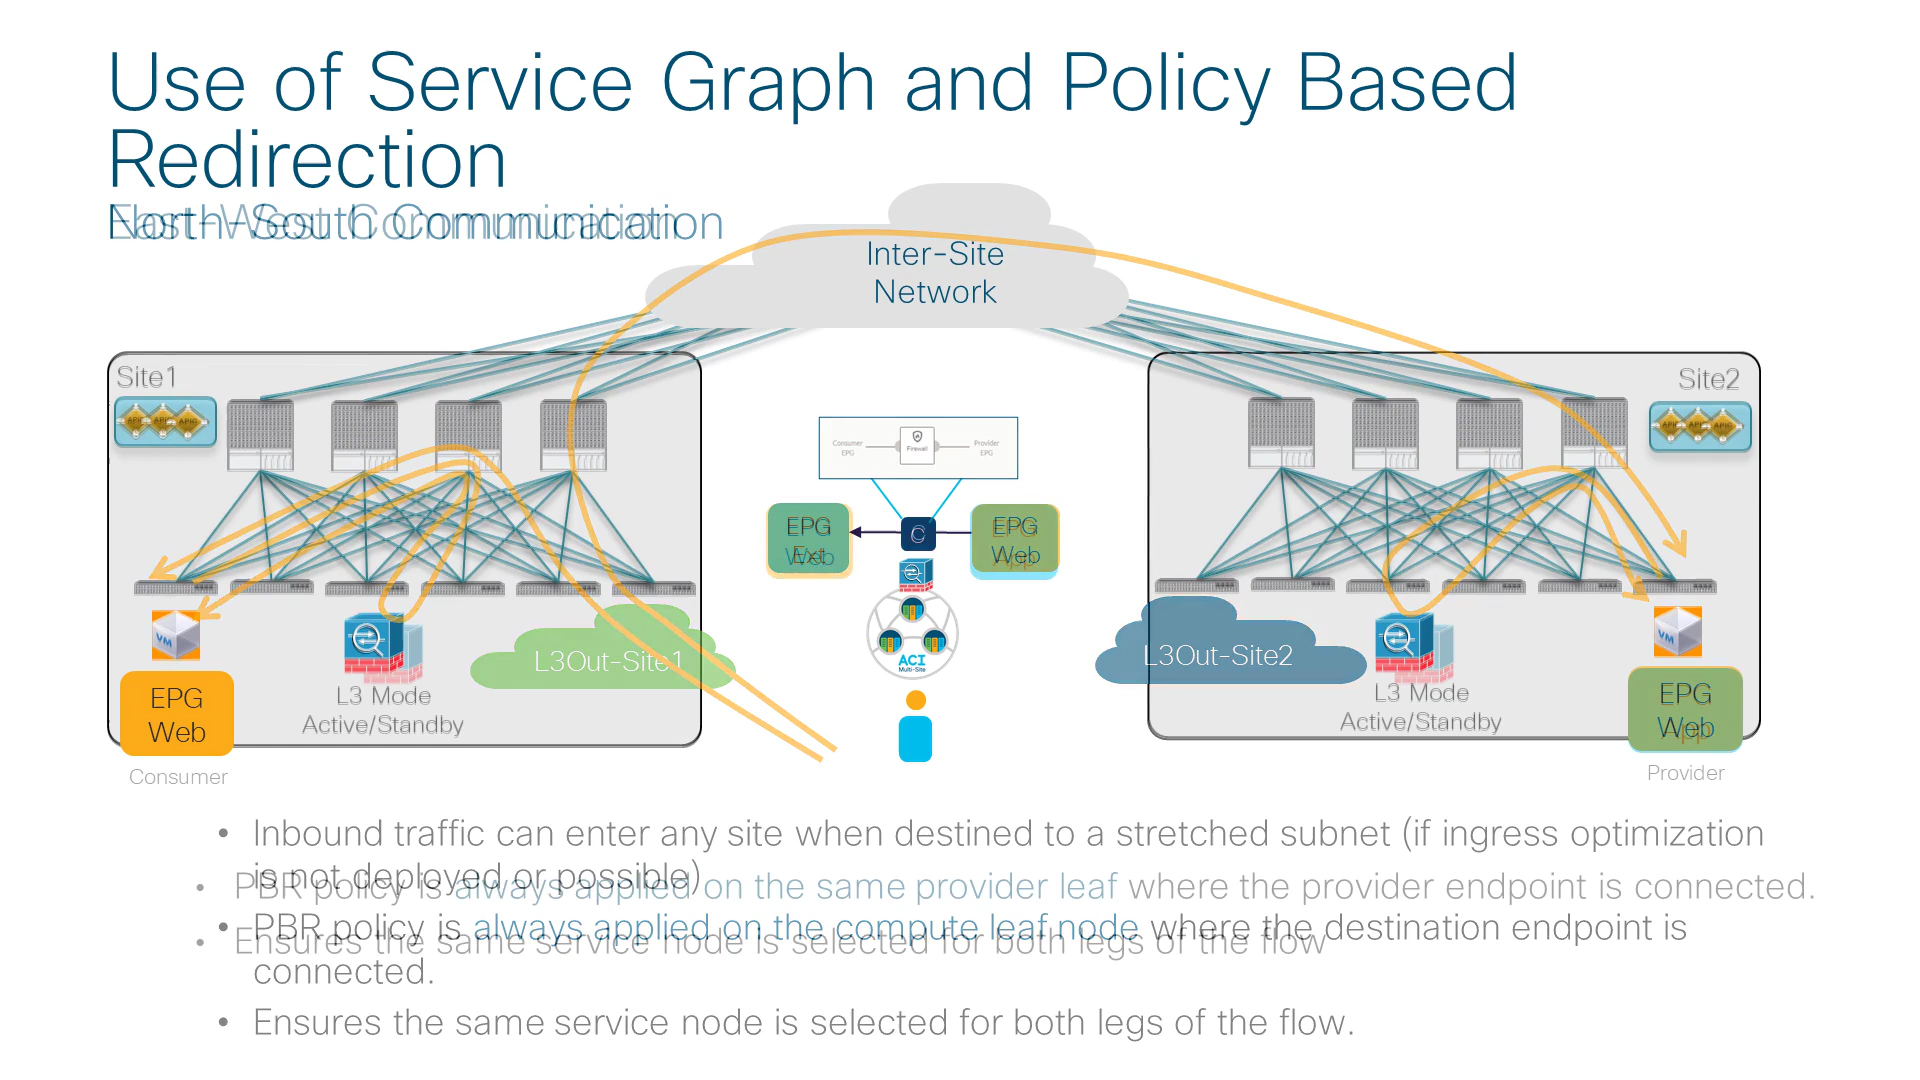 Use of Service Graph and Policy Based
Redirection
East-West Communication
North-South Communication
Inter-Site
Network
Site1
Site2
APIC APIC APIC
APIC APIC APIC
Consumer
EPG
Firewall
Provider
EPG
EPG
Ext
Web
C
EPG
Web
App
VM
VM
L3Out-Site1
L3Out-Site2
ACI
Multi-Site
EPG
Web
L3 Mode
Active/Standby
L3 Mode
Active/Standby
EPG
Web
App
Consumer
Provider
• Inbound traffic can enter any site when destined to a stretched subnet (if ingress optimization
is not deployed or possible)
• PBR policy is always applied on the same provider leaf where the provider endpoint is connected.
• PBR policy is always applied on the compute leaf node where the destination endpoint is
connected.
• Ensures the same service node is selected for both legs of the flow
• Ensures the same service node is selected for both legs of the flow.